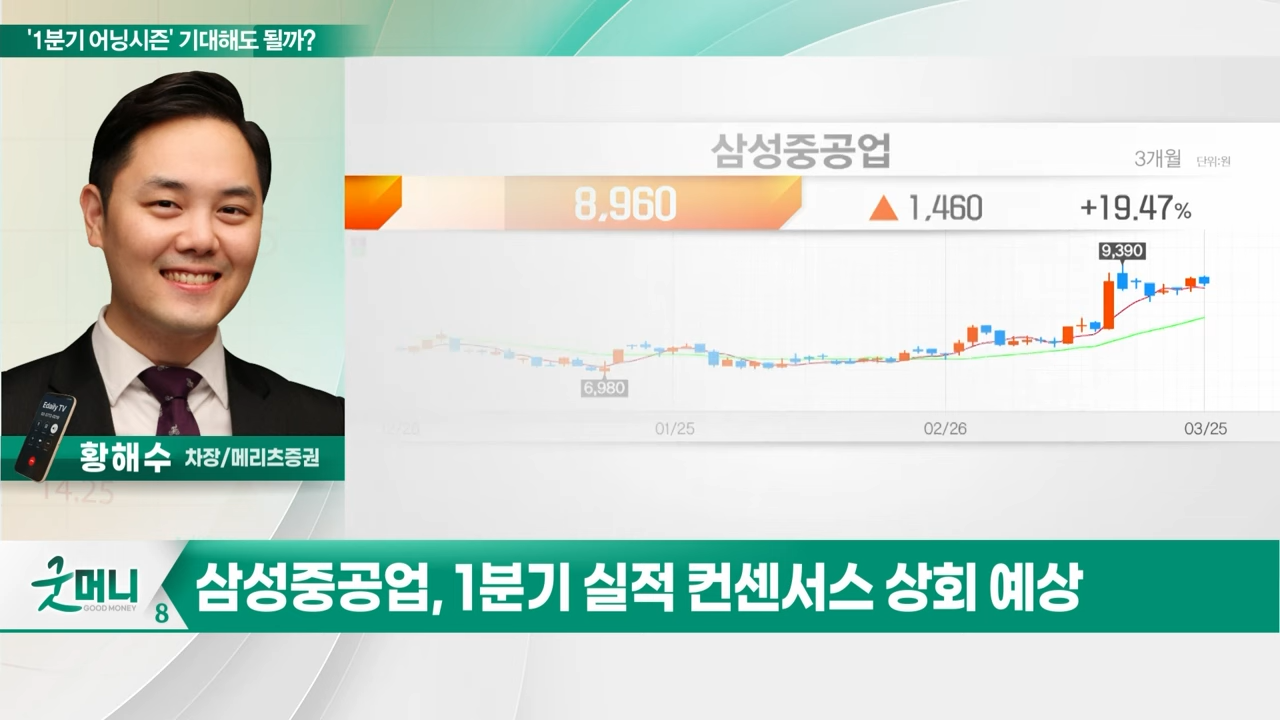 '1분기 어닝시즌' 기대해도 될까?
삼성중공업
3개월 단위:원
8,960 ▲ 1,460 +19.47%
9,390
6,980
01/25 02/26 03/25
Edaily TV
황해수 차장/메리츠증권
14.25
굿머니
GOOD MONEY
8
삼성중공업, 1분기 실적 컨센서스 상회 예상